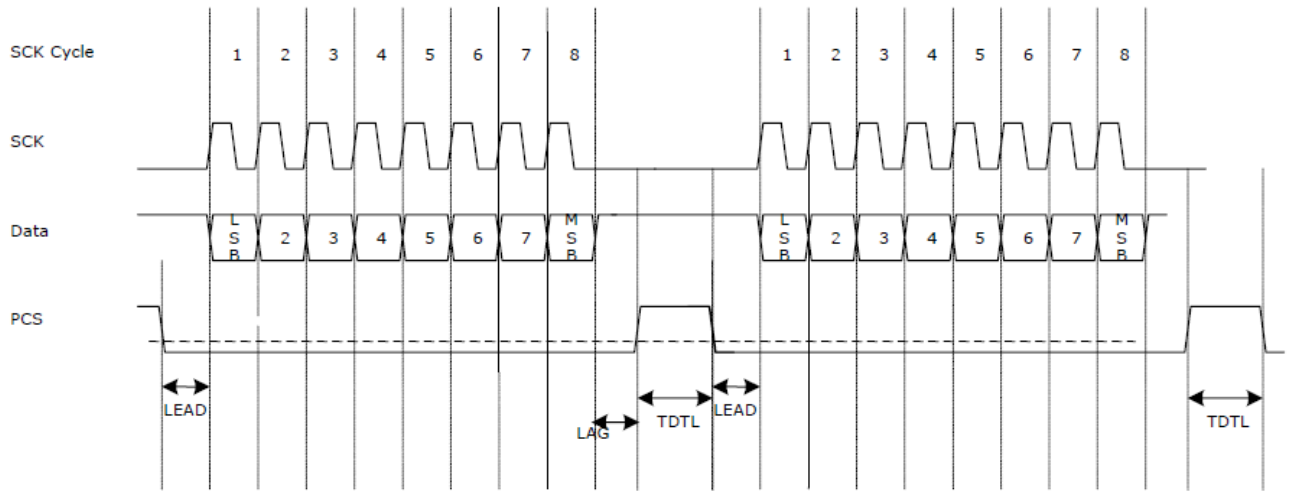 SCK Cycle 1 2 3 4 5 6 7 8 1 2 3 4 5 6 7 8
SCK
Data LSB 2 3 4 5 6 7 MSB LSB 2 3 4 5 6 7 MSB
PCS
LEAD LAG TDTL LEAD TDTL